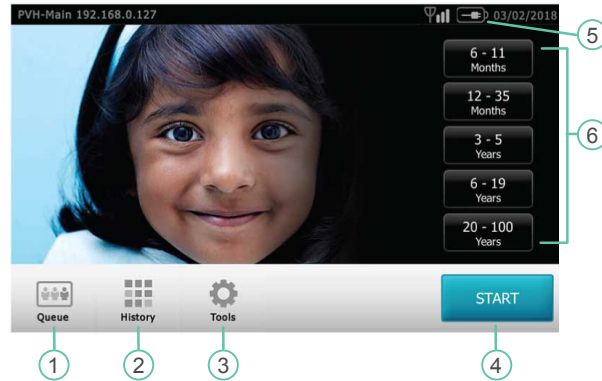 PVH-Main 192.168.0.127 03/02/2018
5
6 - 11
Months
12 - 35
Months
6
3 - 5
Years
6 - 19
Years
20 - 100
Years
START
Queue History Tools
1 2 3 4